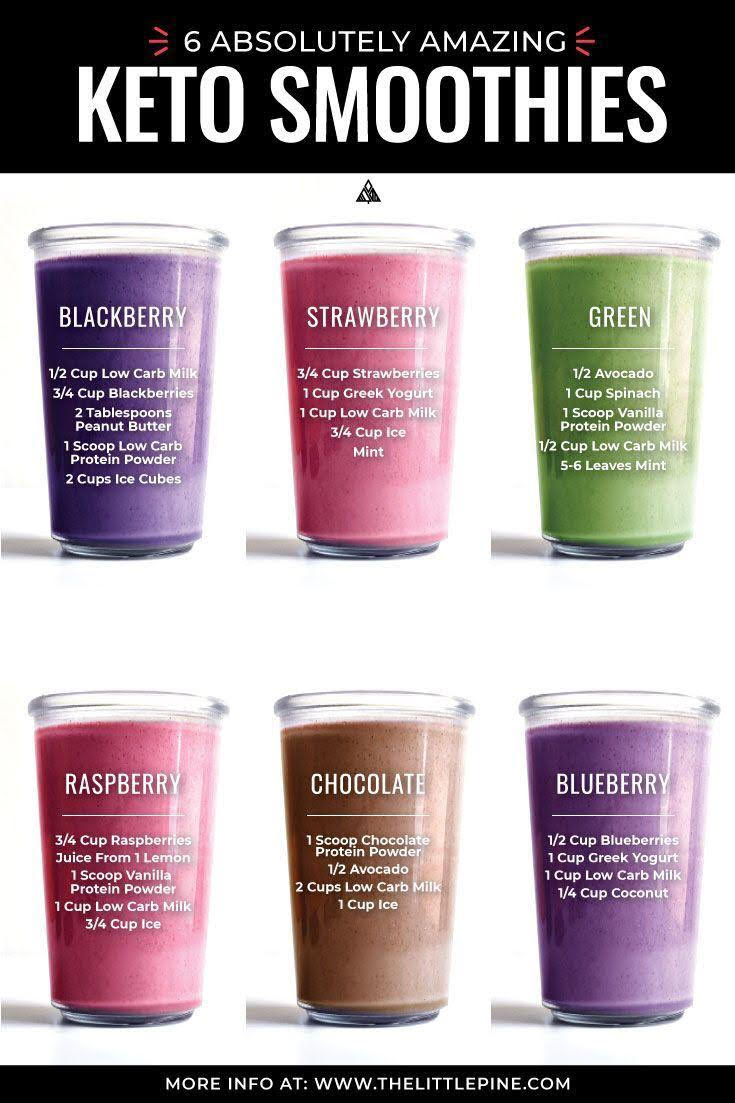 6 ABSOLUTELY AMAZING
KETO SMOOTHIES
BLACKBERRY
1/2 Cup Low Carb Milk
3/4 Cup Blackberries
2 Tablespoons
Peanut Butter
1 Scoop Low Carb
Protein Powder
2 Cups Ice Cubes
STRAWBERRY
3/4 Cup Strawberries
1 Cup Greek Yogurt
1 Cup Low Carb Milk
3/4 Cup Ice
Mint
GREEN
1/2 Avocado
1 Cup Spinach
1 Scoop Vanilla
Protein Powder
1/2 Cup Low Carb Milk
5-6 Leaves Mint
RASPBERRY
3/4 Cup Raspberries
Juice From 1 Lemon
1 Scoop Vanilla
Protein Powder
1 Cup Low Carb Milk
3/4 Cup Ice
CHOCOLATE
1 Scoop Chocolate
Protein Powder
1/2 Avocado
2 Cups Low Carb Milk
1 Cup Ice
BLUEBERRY
1/2 Cup Blueberries
1 Cup Greek Yogurt
1 Cup Low Carb Milk
1/4 Cup Coconut
MORE INFO AT: WWW.THELITTLEPINE.COM